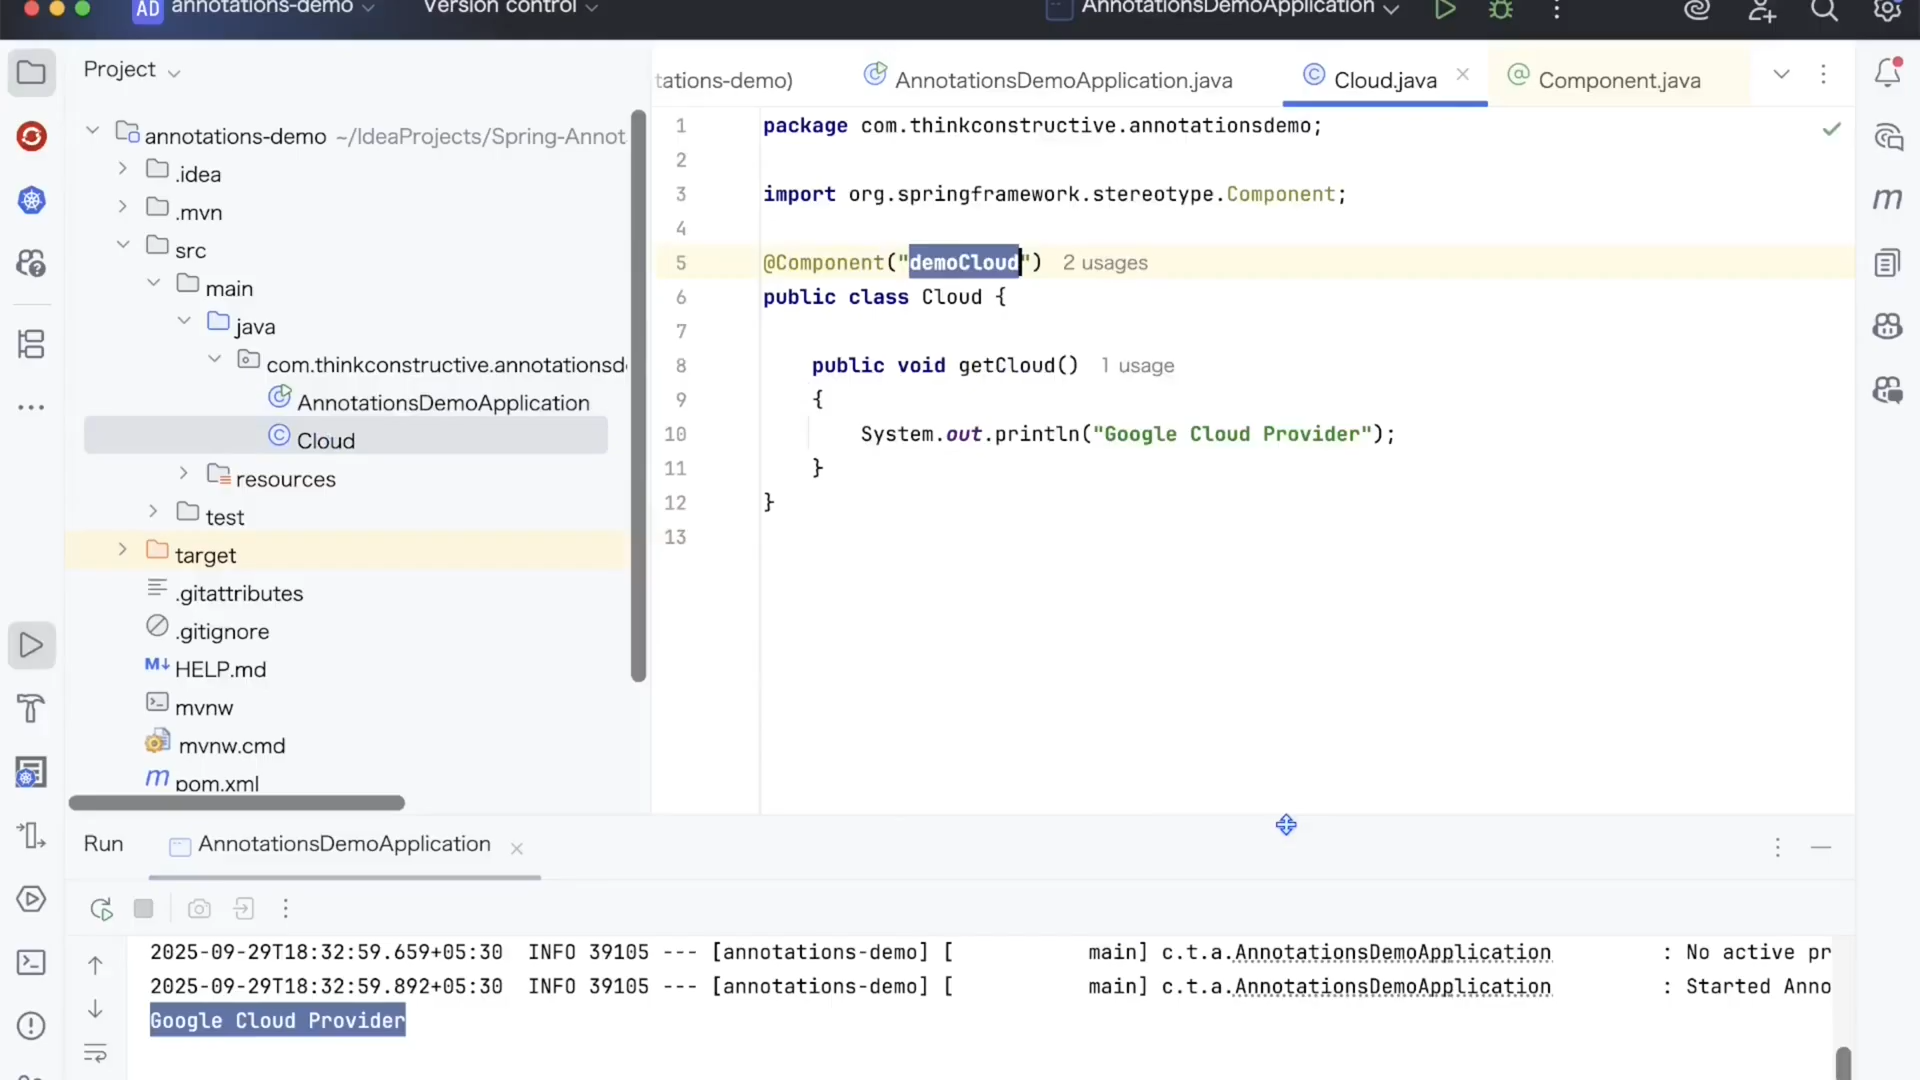 AD annotations-demo
Version control
AnnotationsDemoApplication
Project
annotations-demo ~/IdeaProjects/Spring-Annot
.idea
.mvn
src
main
java
com.thinkconstructive.annotationsd
AnnotationsDemoApplication
Cloud
resources
test
target
.gitattributes
.gitignore
HELP.md
mvnw
mvnw.cmd
pom.xml
tations-demo)
AnnotationsDemoApplication.java
Cloud.java
Component.java
1 package com.thinkconstructive.annotationsdemo;
2
3 import org.springframework.stereotype.Component;
4
5 @Component("demoCloud") 2 usages
6 public class Cloud {
7
8 public void getCloud() 1 usage
9 {
10 System.out.println("Google Cloud Provider");
11 }
12 }
13
Run
AnnotationsDemoApplication
2025-09-29T18:32:59.659+05:30 INFO 39105 --- [annotations-demo] [ main] c.t.a.AnnotationsDemoApplication : No active pr
2025-09-29T18:32:59.892+05:30 INFO 39105 --- [annotations-demo] [ main] c.t.a.AnnotationsDemoApplication : Started Anno
Google Cloud Provider